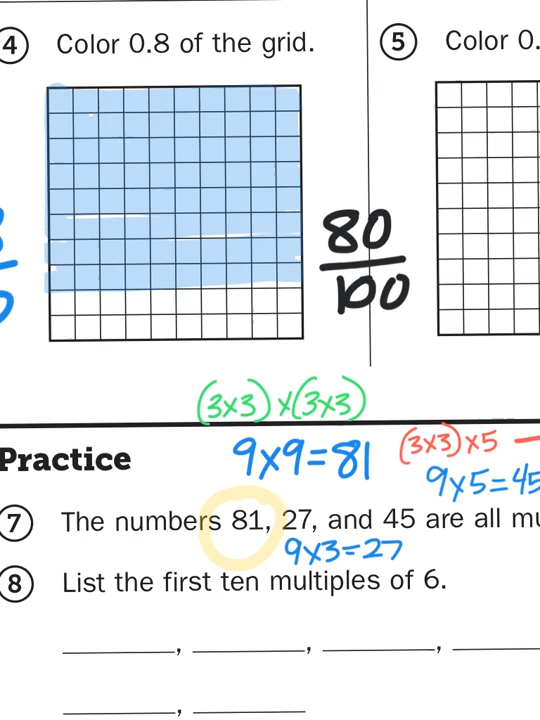 4 Color 0.8 of the grid.
5 Color 0.
80
100
(3x3)x(3x3)
Practice
9x9=81
(3x3)x5 -
9x5=45
7 The numbers 81, 27, and 45 are all mu
9x3=27
8 List the first ten multiples of 6.